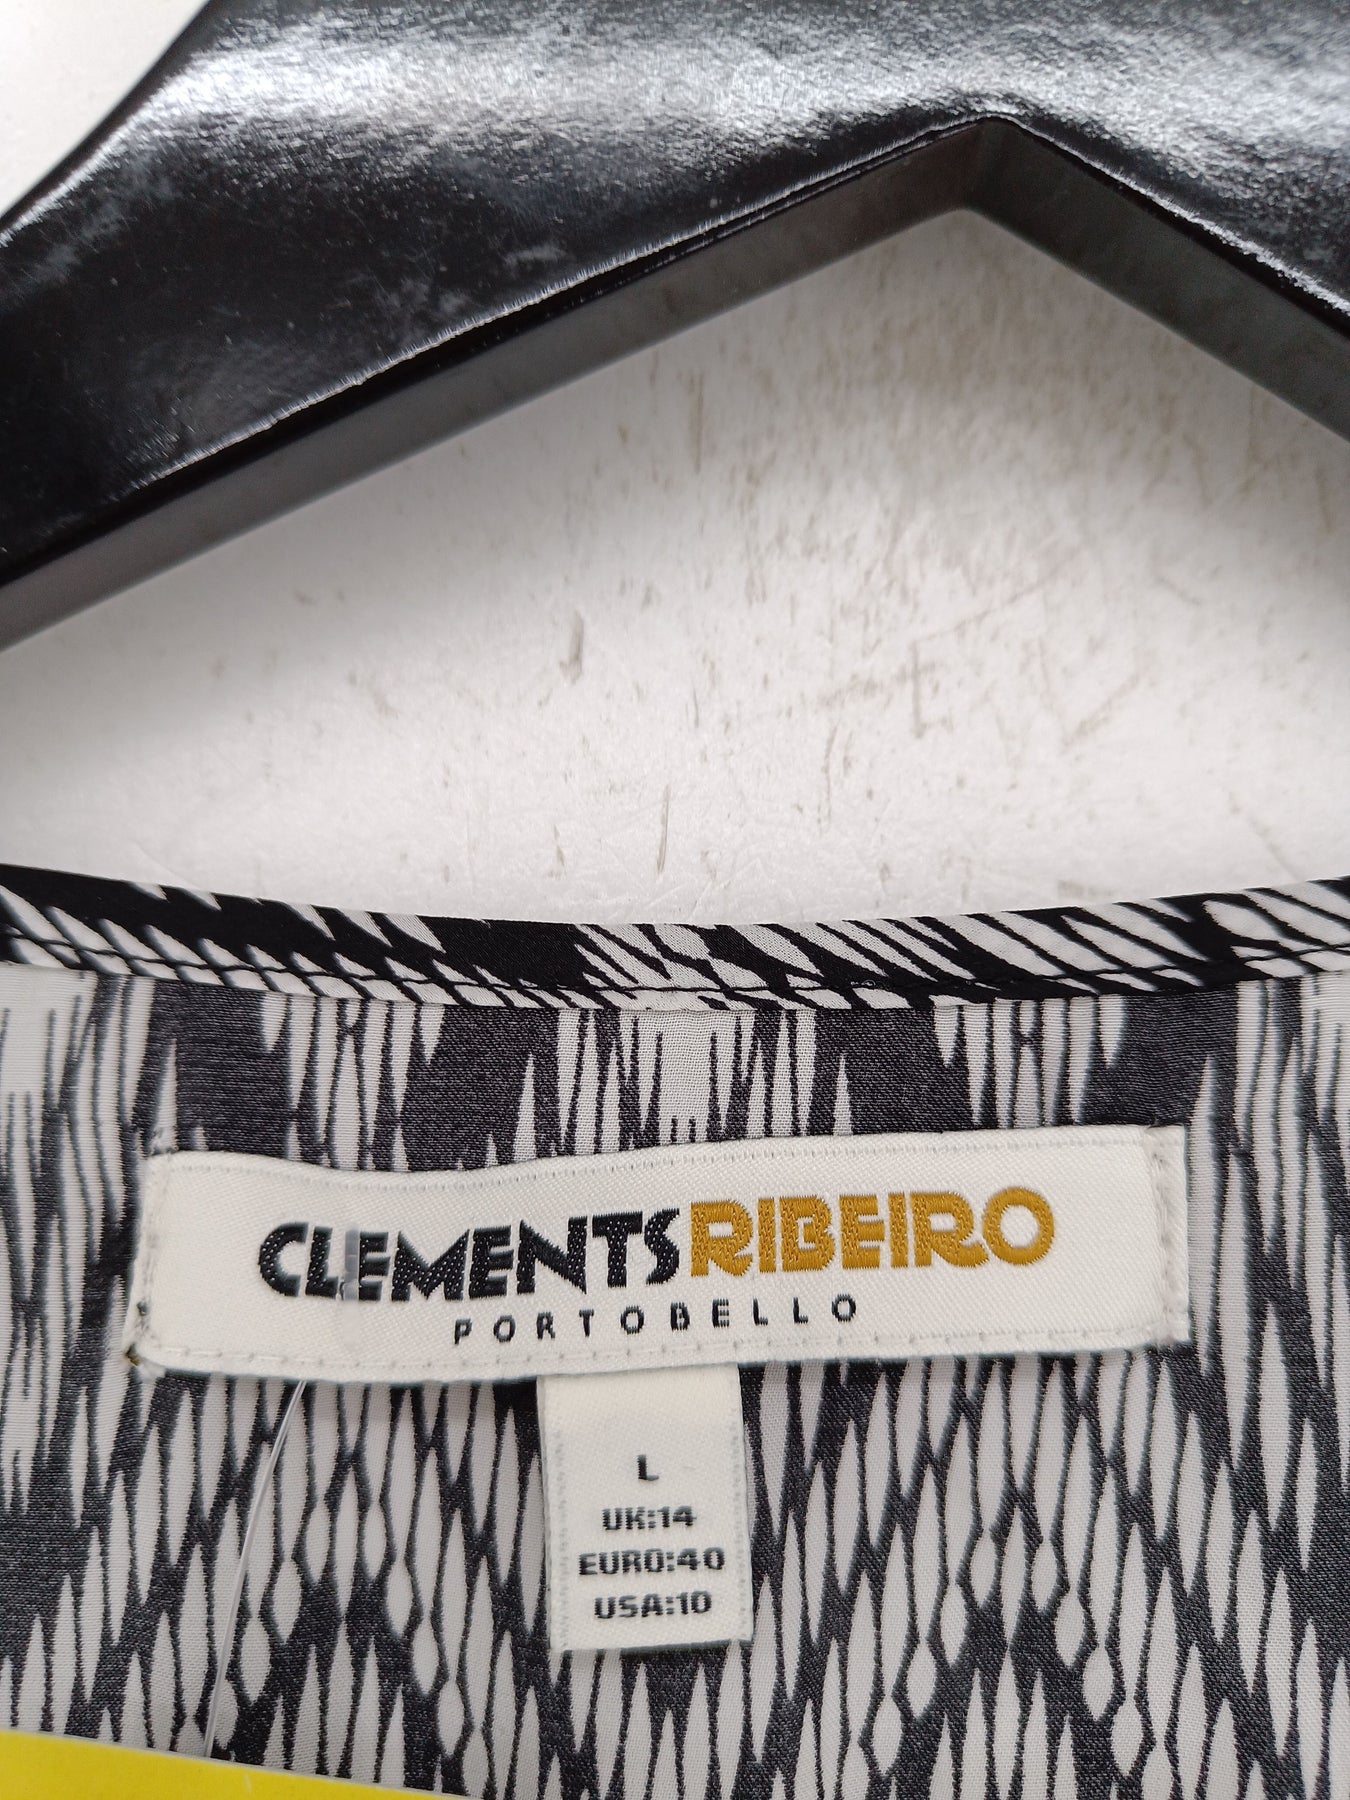 CLEMENTSRIBEIRO
PORTOBELLO
L
UK:14
EURO:40
USA:10